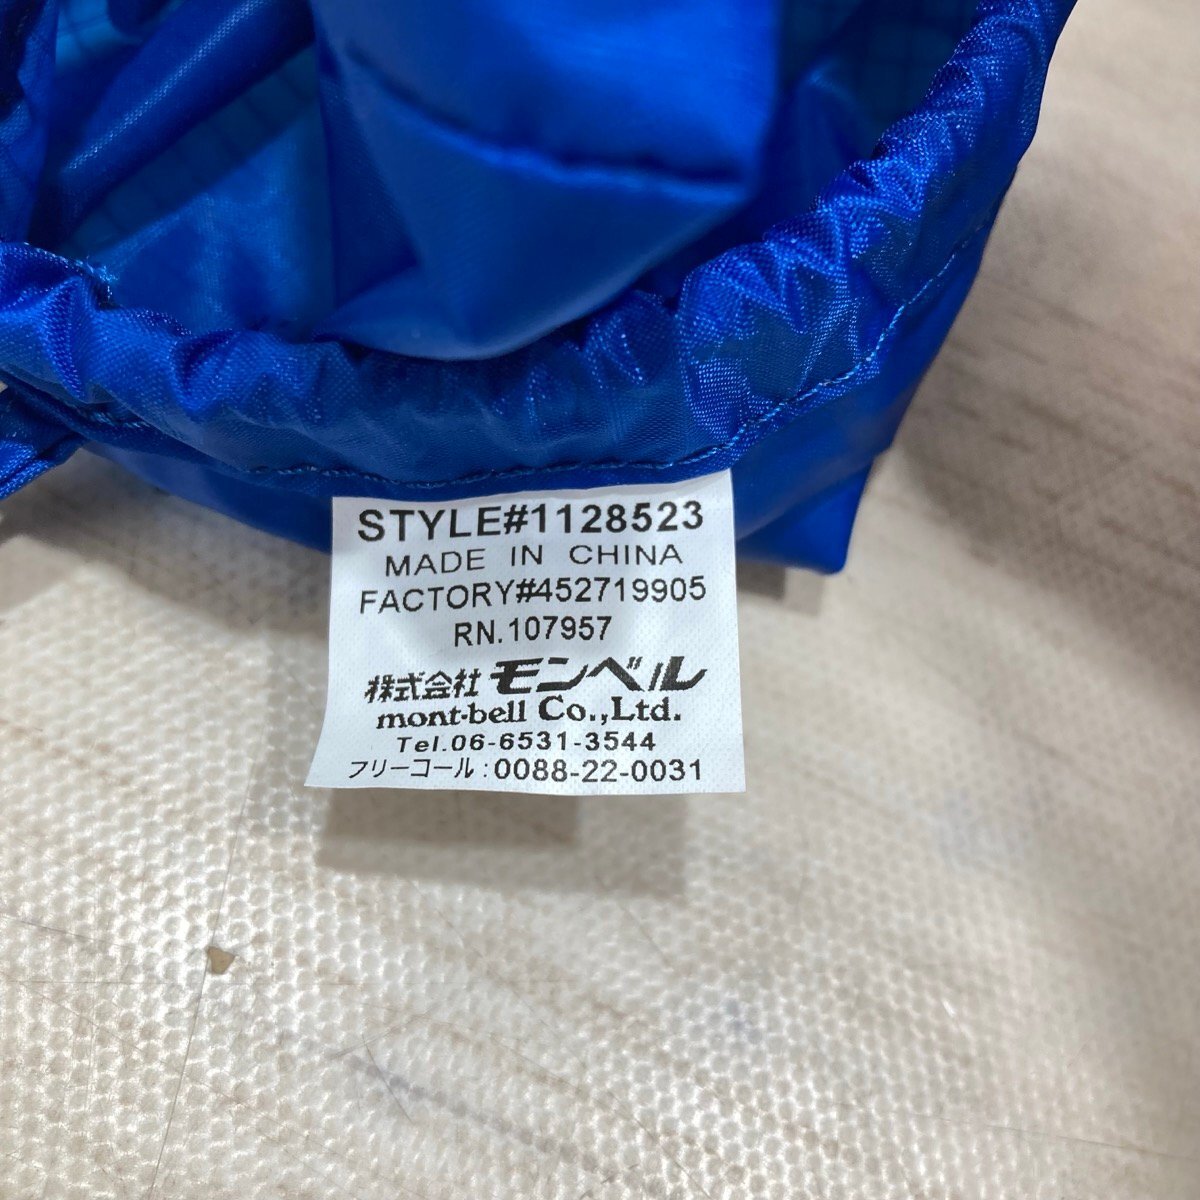 STYLE#1128523
MADE IN CHINA
FACTORY#452719905
RN.107957
株式会社 モンベル
mont-bell Co.,Ltd.
Tel.06-6531-3544
フリーコール:0088-22-0031